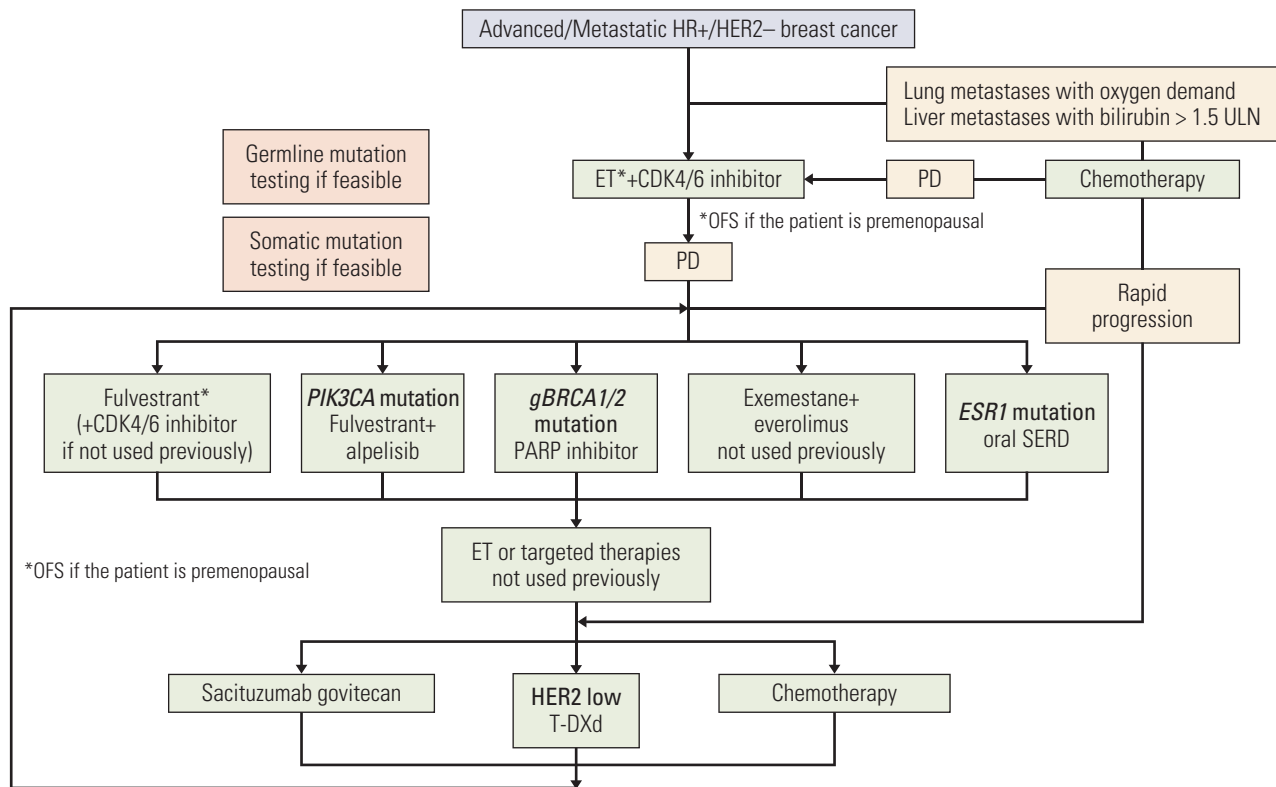 Advanced/Metastatic HR+/HER2– breast cancer
Lung metastases with oxygen demand
Liver metastases with bilirubin > 1.5 ULN
Germline mutation
testing if feasible
ET*+CDK4/6 inhibitor
PD
Chemotherapy
*OFS if the patient is premenopausal
Somatic mutation
testing if feasible
PD
Rapid
progression
Fulvestrant*
(+CDK4/6 inhibitor
if not used previously)
PIK3CA mutation
Fulvestrant+
alpelisib
gBRCA1/2
mutation
PARP inhibitor
Exemestane+
everolimus
not used previously
ESR1 mutation
oral SERD
ET or targeted therapies
not used previously
*OFS if the patient is premenopausal
Sacituzumab govitecan
HER2 low
T-DXd
Chemotherapy